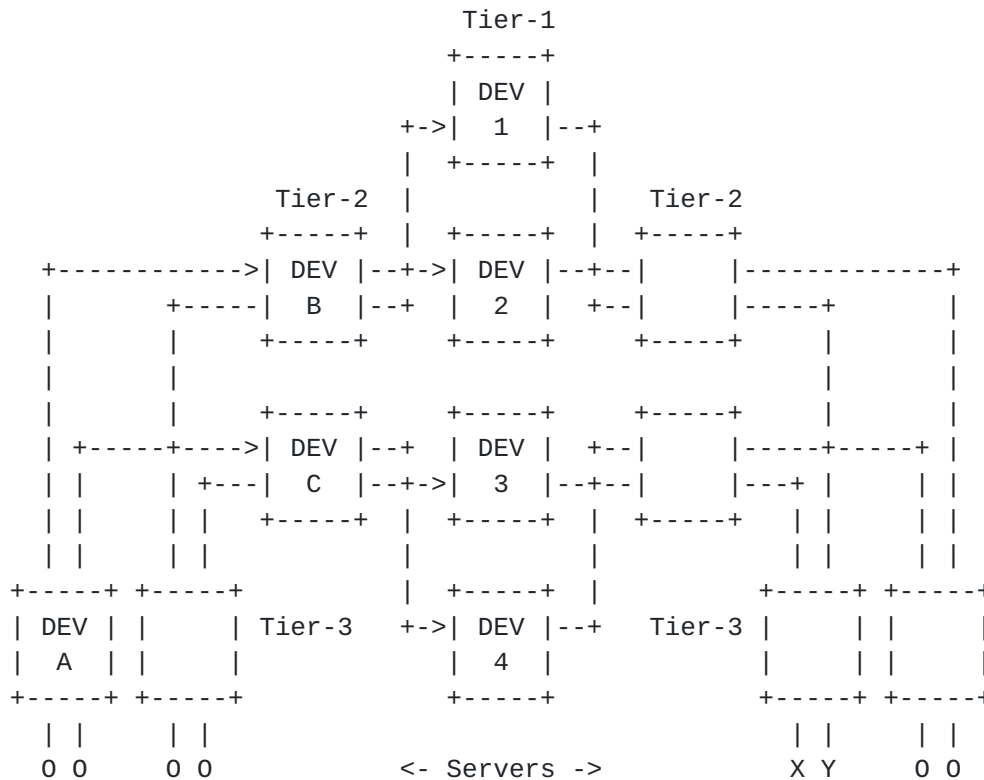 Tier-1
DEV
1
Tier-2 Tier-2
DEV DEV
B 2
DEV DEV
C 3
DEV Tier-3 DEV Tier-3
A 4
O O O O <- Servers -> X Y O O